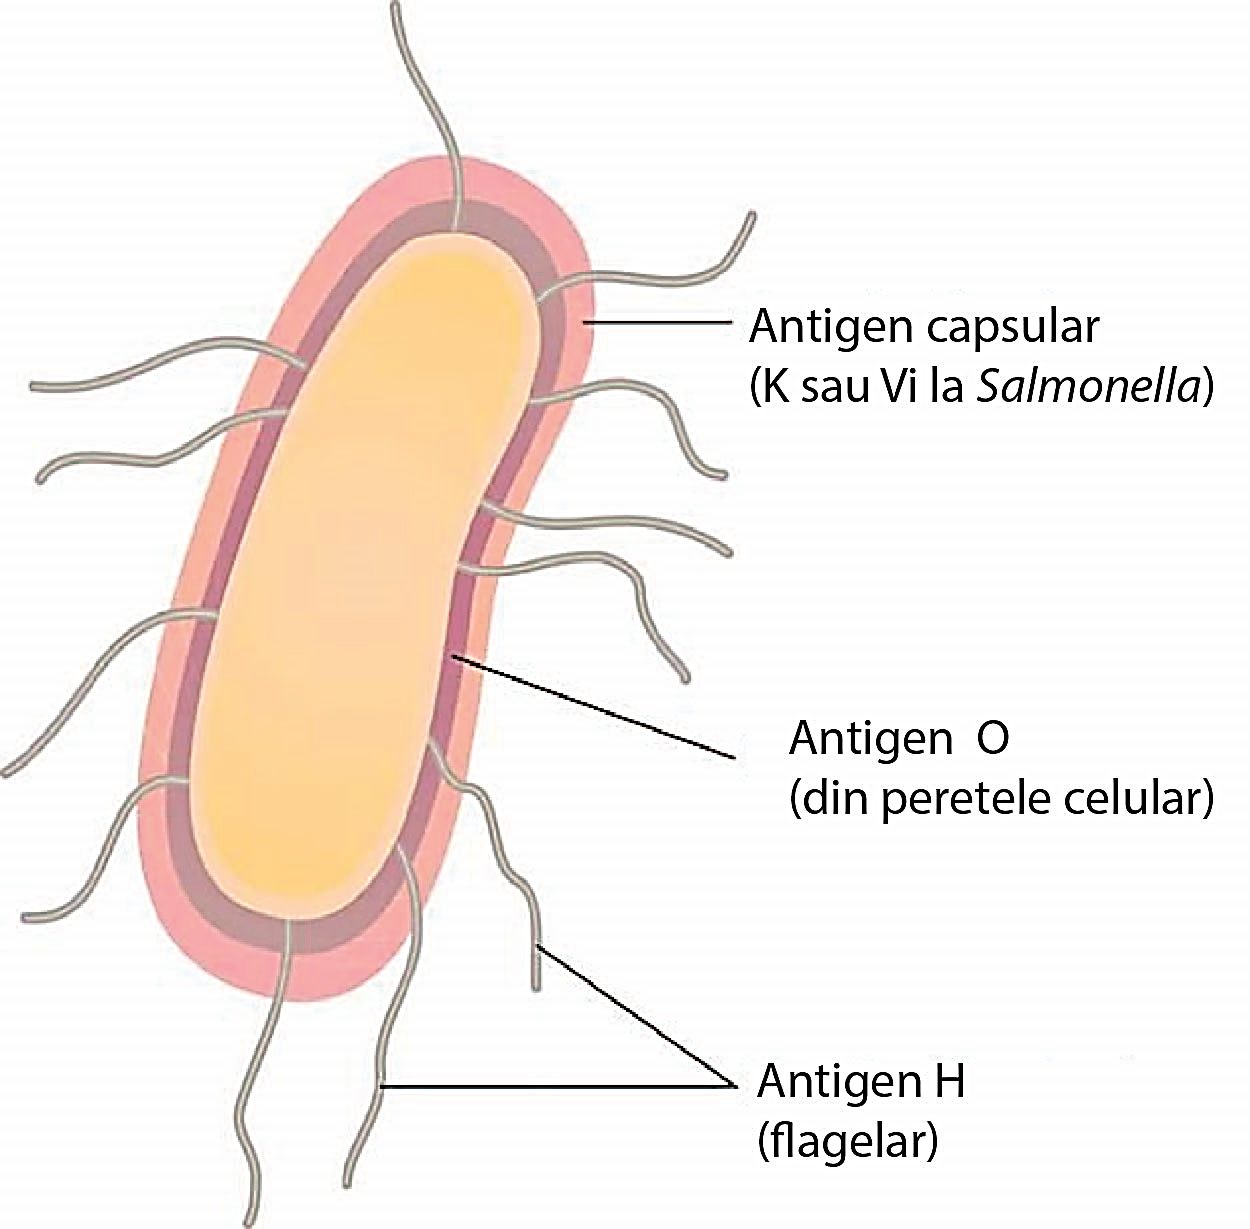 Antigen capsular
(K sau Vi la Salmonella)
Antigen O
(din peretele celular)
Antigen H
(flagelar)